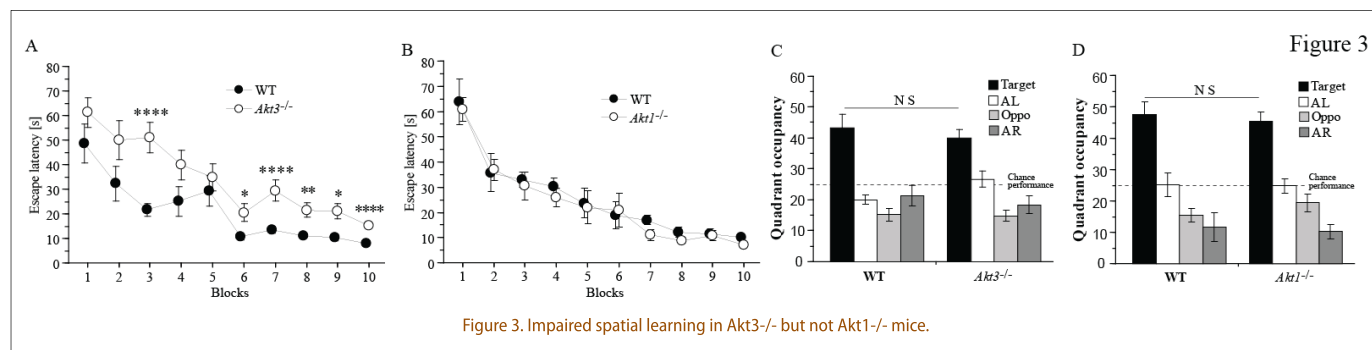 Figure 3
A
Escape latency [s]
80
70
60
50
40
30
20
10
0
WT
Akt3-/-
****
*
****
**
*
****
1 2 3 4 5 6 7 8 9 10
Blocks
B
Escape latency [s]
80
70
60
50
40
30
20
10
0
WT
Akt1-/-
1 2 3 4 5 6 7 8 9 10
Blocks
C
Quadrant occupancy
60
50
40
30
20
10
0
Target
AL
Oppo
AR
N S
Chance
performance
WT
Akt3-/-
D
Quadrant occupancy
60
50
40
30
20
10
0
Target
AL
Oppo
AR
N S
Chance
performance
WT
Akt1-/-
Figure 3. Impaired spatial learning in Akt3-/- but not Akt1-/- mice.